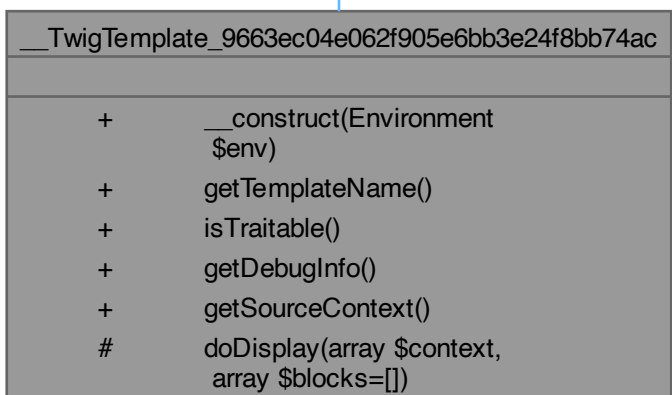 __TwigTemplate_9663ec04e062f905e6bb3e24f8bb74ac
+ __construct(Environment
$env)
+ getTemplateName()
+ isTraitable()
+ getDebugInfo()
+ getSourceContext()
# doDisplay(array $context,
array $blocks=[])